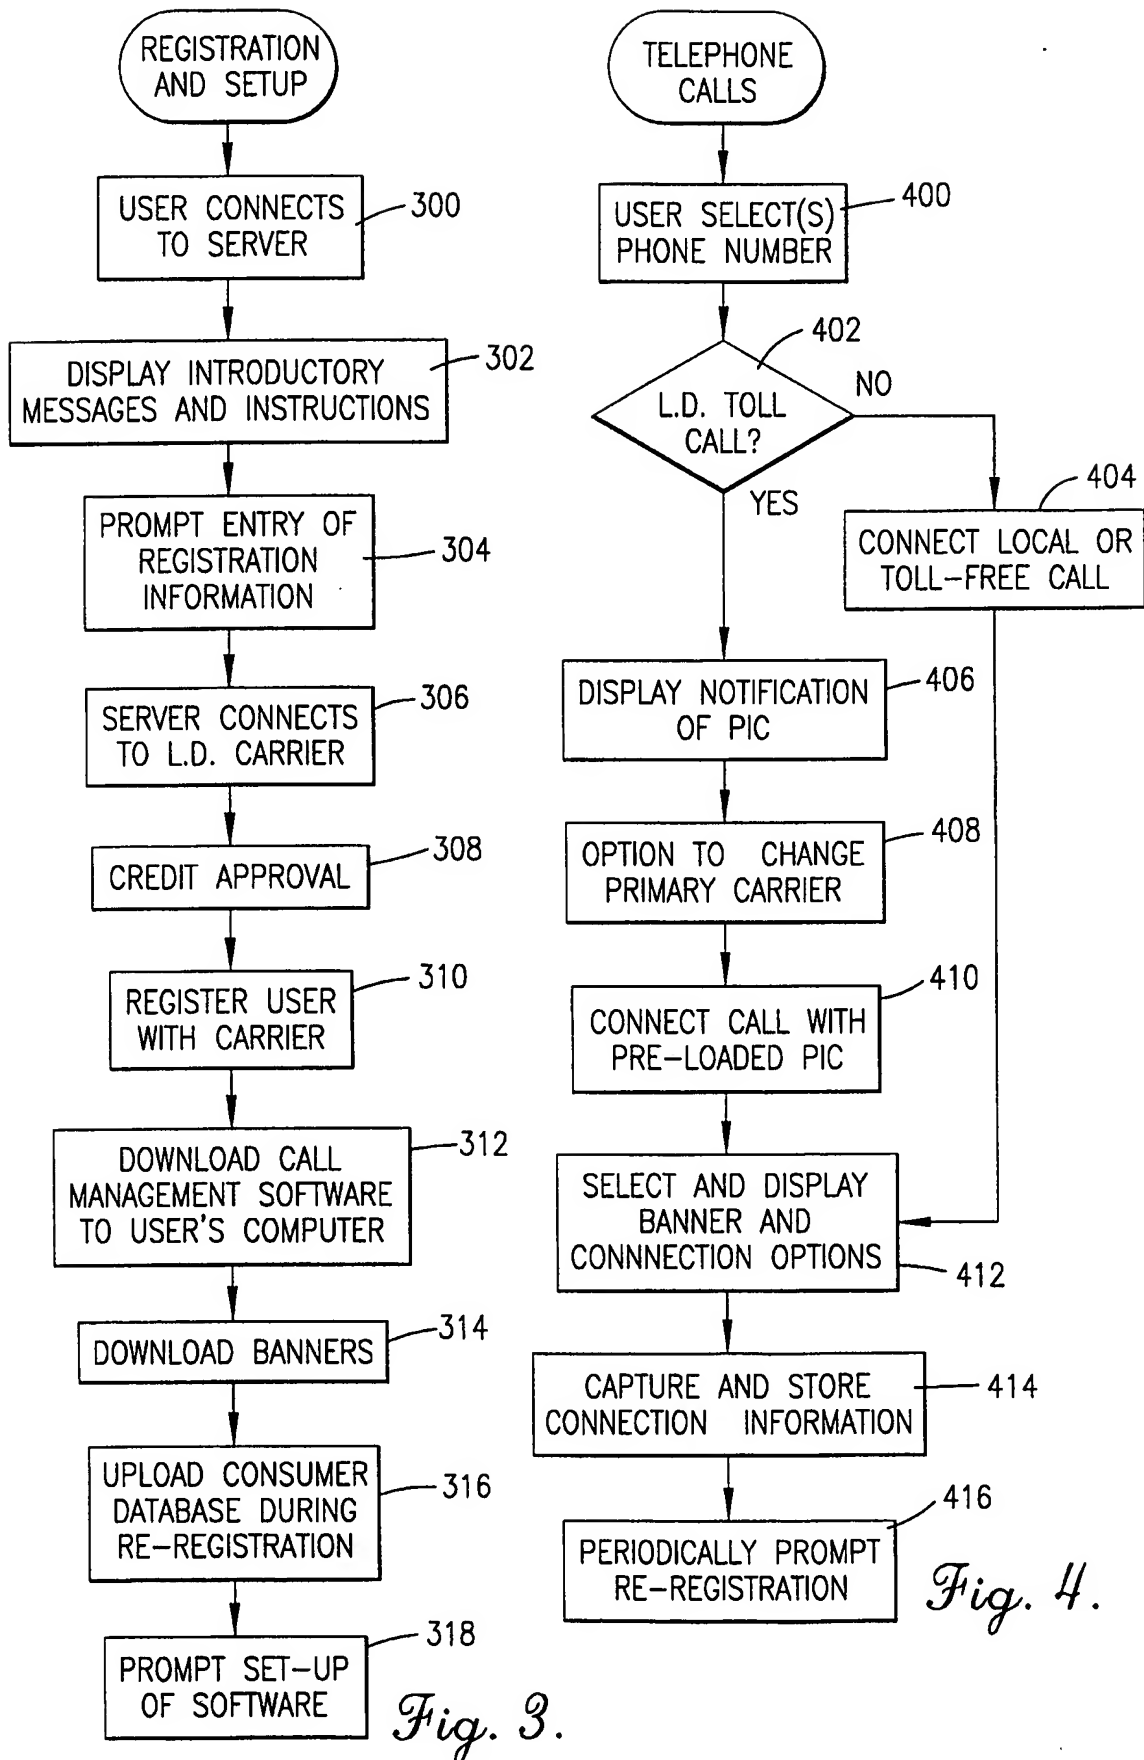 REGISTRATION
AND SETUP
USER CONNECTS
TO SERVER
300
DISPLAY INTRODUCTORY
MESSAGES AND INSTRUCTIONS
302
PROMPT ENTRY OF
REGISTRATION
INFORMATION
304
SERVER CONNECTS
TO L.D. CARRIER
306
CREDIT APPROVAL
308
REGISTER USER
WITH CARRIER
310
DOWNLOAD CALL
MANAGEMENT SOFTWARE
TO USER'S COMPUTER
312
DOWNLOAD BANNERS
314
UPLOAD CONSUMER
DATABASE DURING
RE-REGISTRATION
316
PROMPT SET-UP
OF SOFTWARE
318
Fig. 3.
TELEPHONE
CALLS
USER SELECT(S)
PHONE NUMBER
400
L.D. TOLL
CALL?
402
NO
YES
CONNECT LOCAL OR
TOLL-FREE CALL
404
DISPLAY NOTIFICATION
OF PIC
406
OPTION TO CHANGE
PRIMARY CARRIER
408
CONNECT CALL WITH
PRE-LOADED PIC
410
SELECT AND DISPLAY
BANNER AND
CONNNECTION OPTIONS
412
CAPTURE AND STORE
CONNECTION INFORMATION
414
PERIODICALLY PROMPT
RE-REGISTRATION
416
Fig. 4.